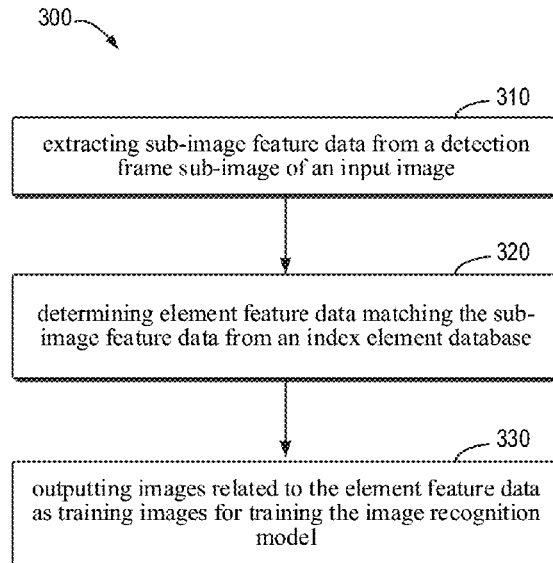 300
310
extracting sub-image feature data from a detection
frame sub-image of an input image
320
determining element feature data matching the sub-
image feature data from an index element database
330
outputting images related to the element feature data
as training images for training the image recognition
model